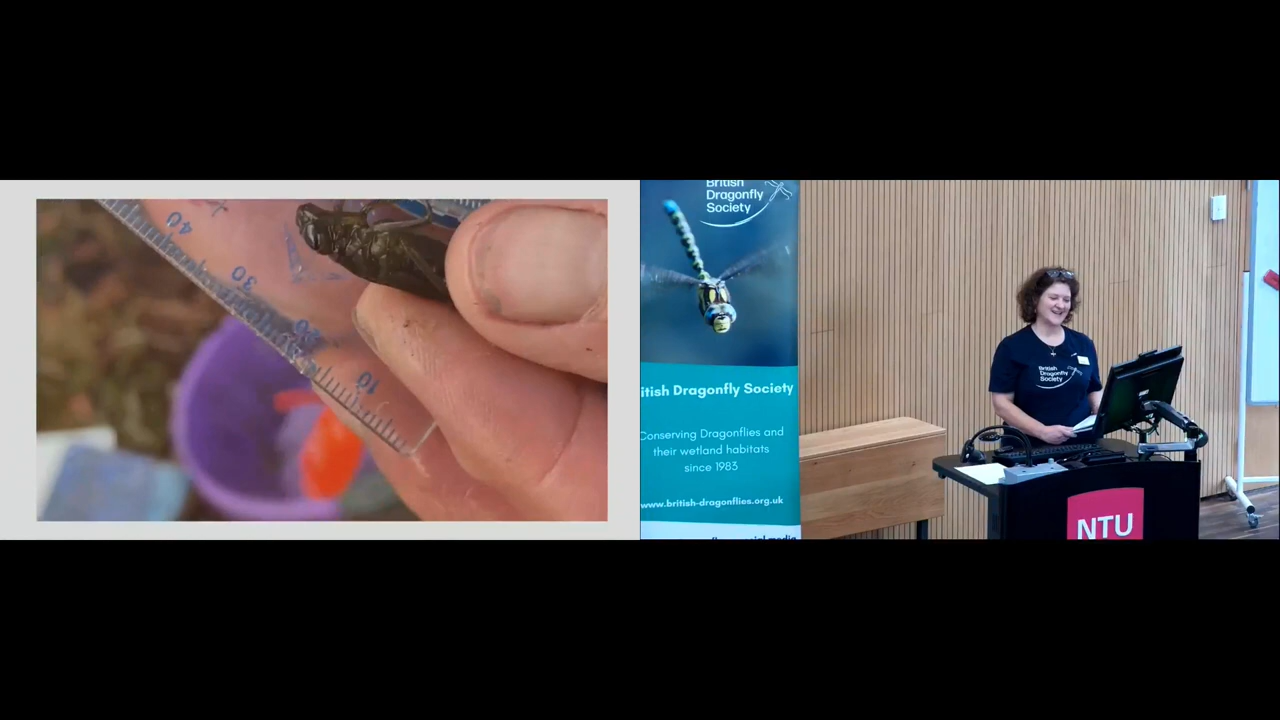 40
30
20
10
British
Dragonfly
Society
itish Dragonfly Society
Conserving Dragonflies and
their wetland habitats
since 1983
www.british-dragonflies.org.uk
British
Dragonfly
Society
NTU